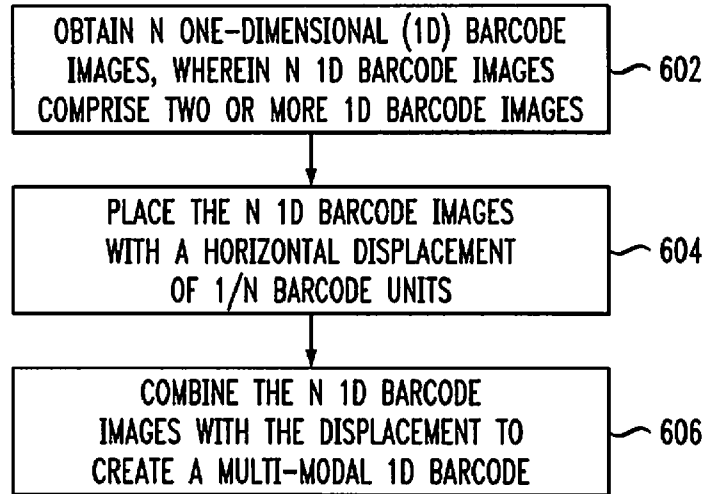 OBTAIN N ONE-DIMENSIONAL (1D) BARCODE
IMAGES, WHEREIN N 1D BARCODE IMAGES
COMPRISE TWO OR MORE 1D BARCODE IMAGES
602
PLACE THE N 1D BARCODE IMAGES
WITH A HORIZONTAL DISPLACEMENT
OF 1/N BARCODE UNITS
604
COMBINE THE N 1D BARCODE
IMAGES WITH THE DISPLACEMENT TO
CREATE A MULTI-MODAL 1D BARCODE
606